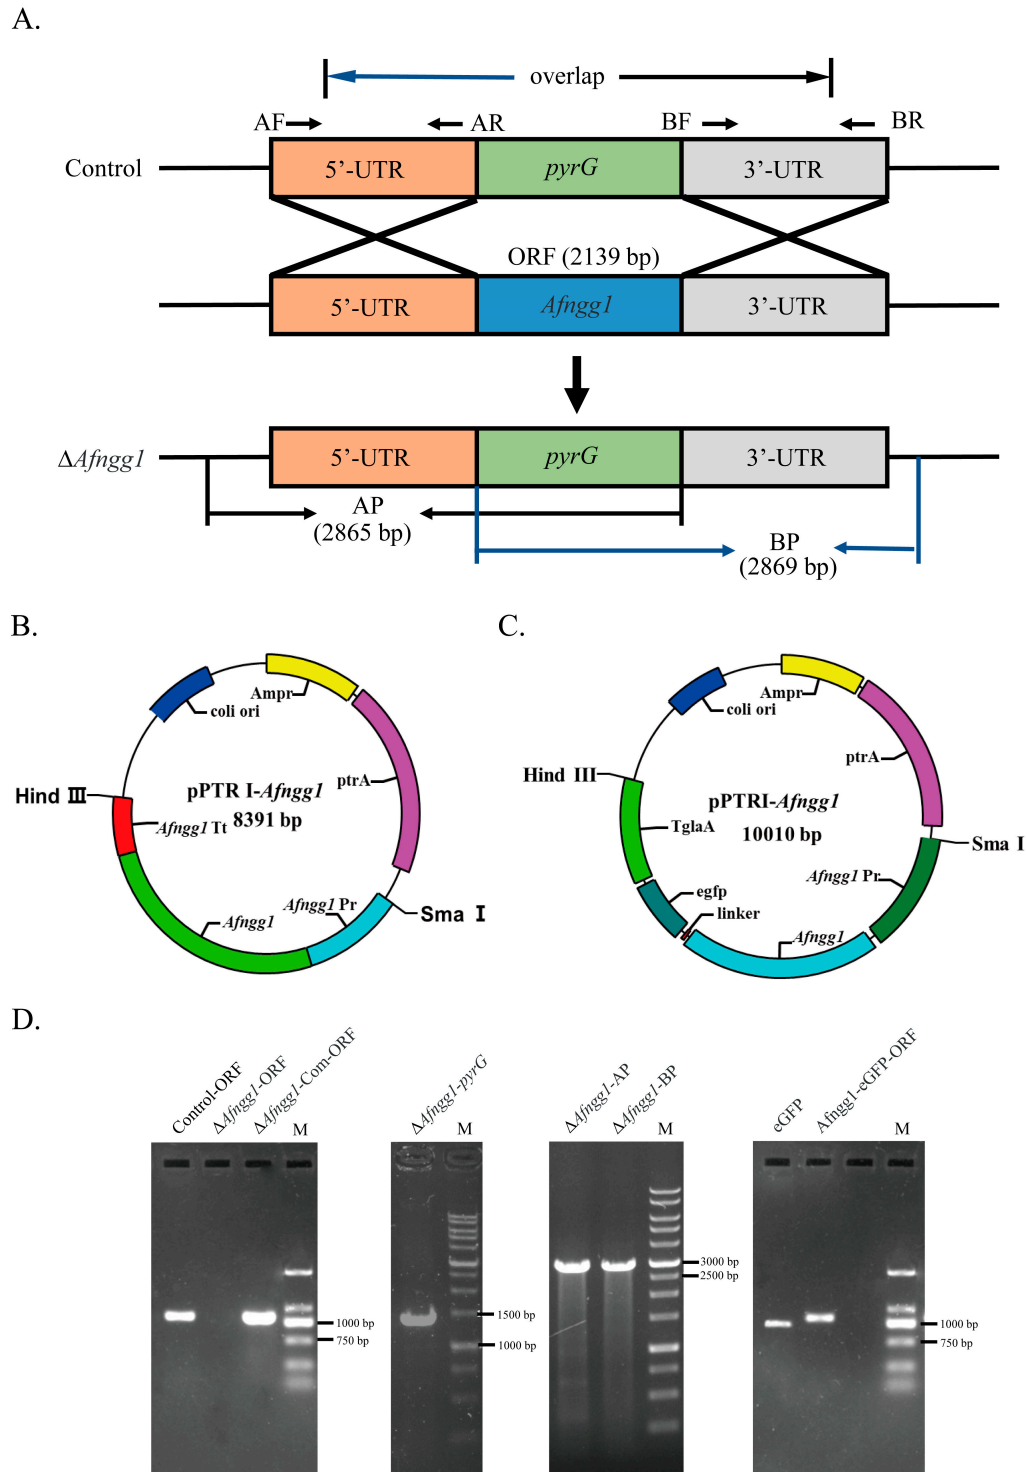 A.
overlap
AF AR BF BR
Control 5’-UTR pyrG 3’-UTR
ORF (2139 bp)
5’-UTR Afngg1 3’-UTR
ΔAfngg1 5’-UTR pyrG 3’-UTR
AP
(2865 bp)
BP
(2869 bp)
B.
Ampr
coli ori
ptrA
pPTR I-Afngg1
8391 bp
Hind III
Afngg1 Tt
Afngg1 Pr
Sma I
Afngg1
C.
Ampr
coli ori
ptrA
Hind III
pPTRI-Afngg1
10010 bp
TglaA
Sma I
Afngg1 Pr
egfp
linker
Afngg1
D.
Control-ORF
ΔAfngg1-ORF
ΔAfngg1-Com-ORF
M
1000 bp
750 bp
ΔAfngg1-pyrG
M
1500 bp
1000 bp
ΔAfngg1-AP
ΔAfngg1-BP
M
3000 bp
2500 bp
eGFP
Afngg1-eGFP-ORF
M
1000 bp
750 bp